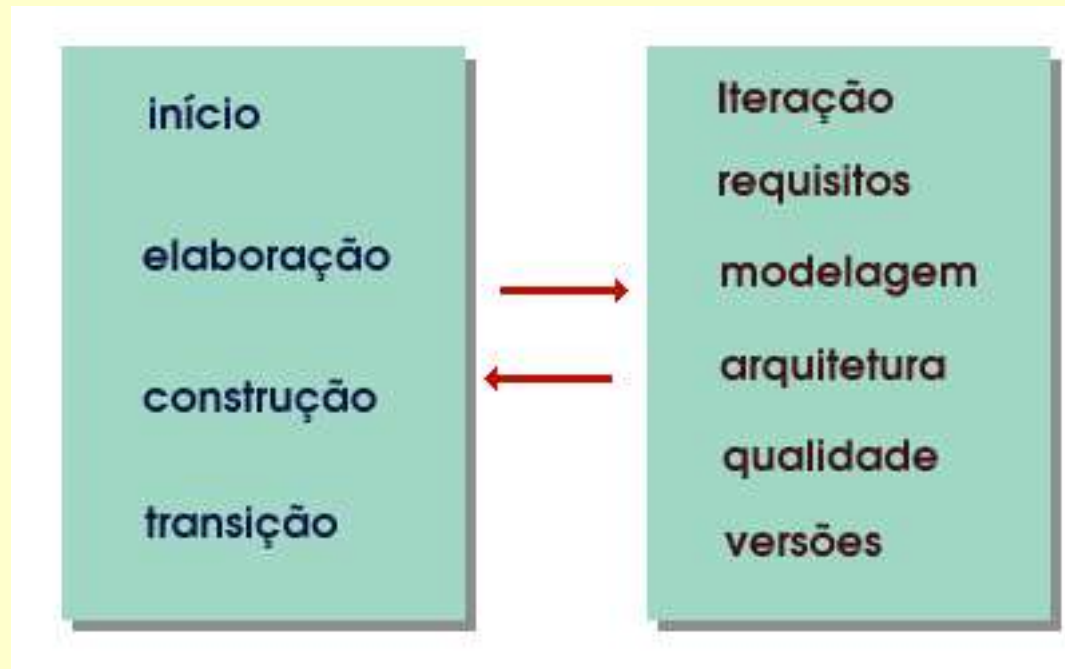 início
elaboração
construção
transição
Iteração
requisitos
modelagem
arquitetura
qualidade
versões